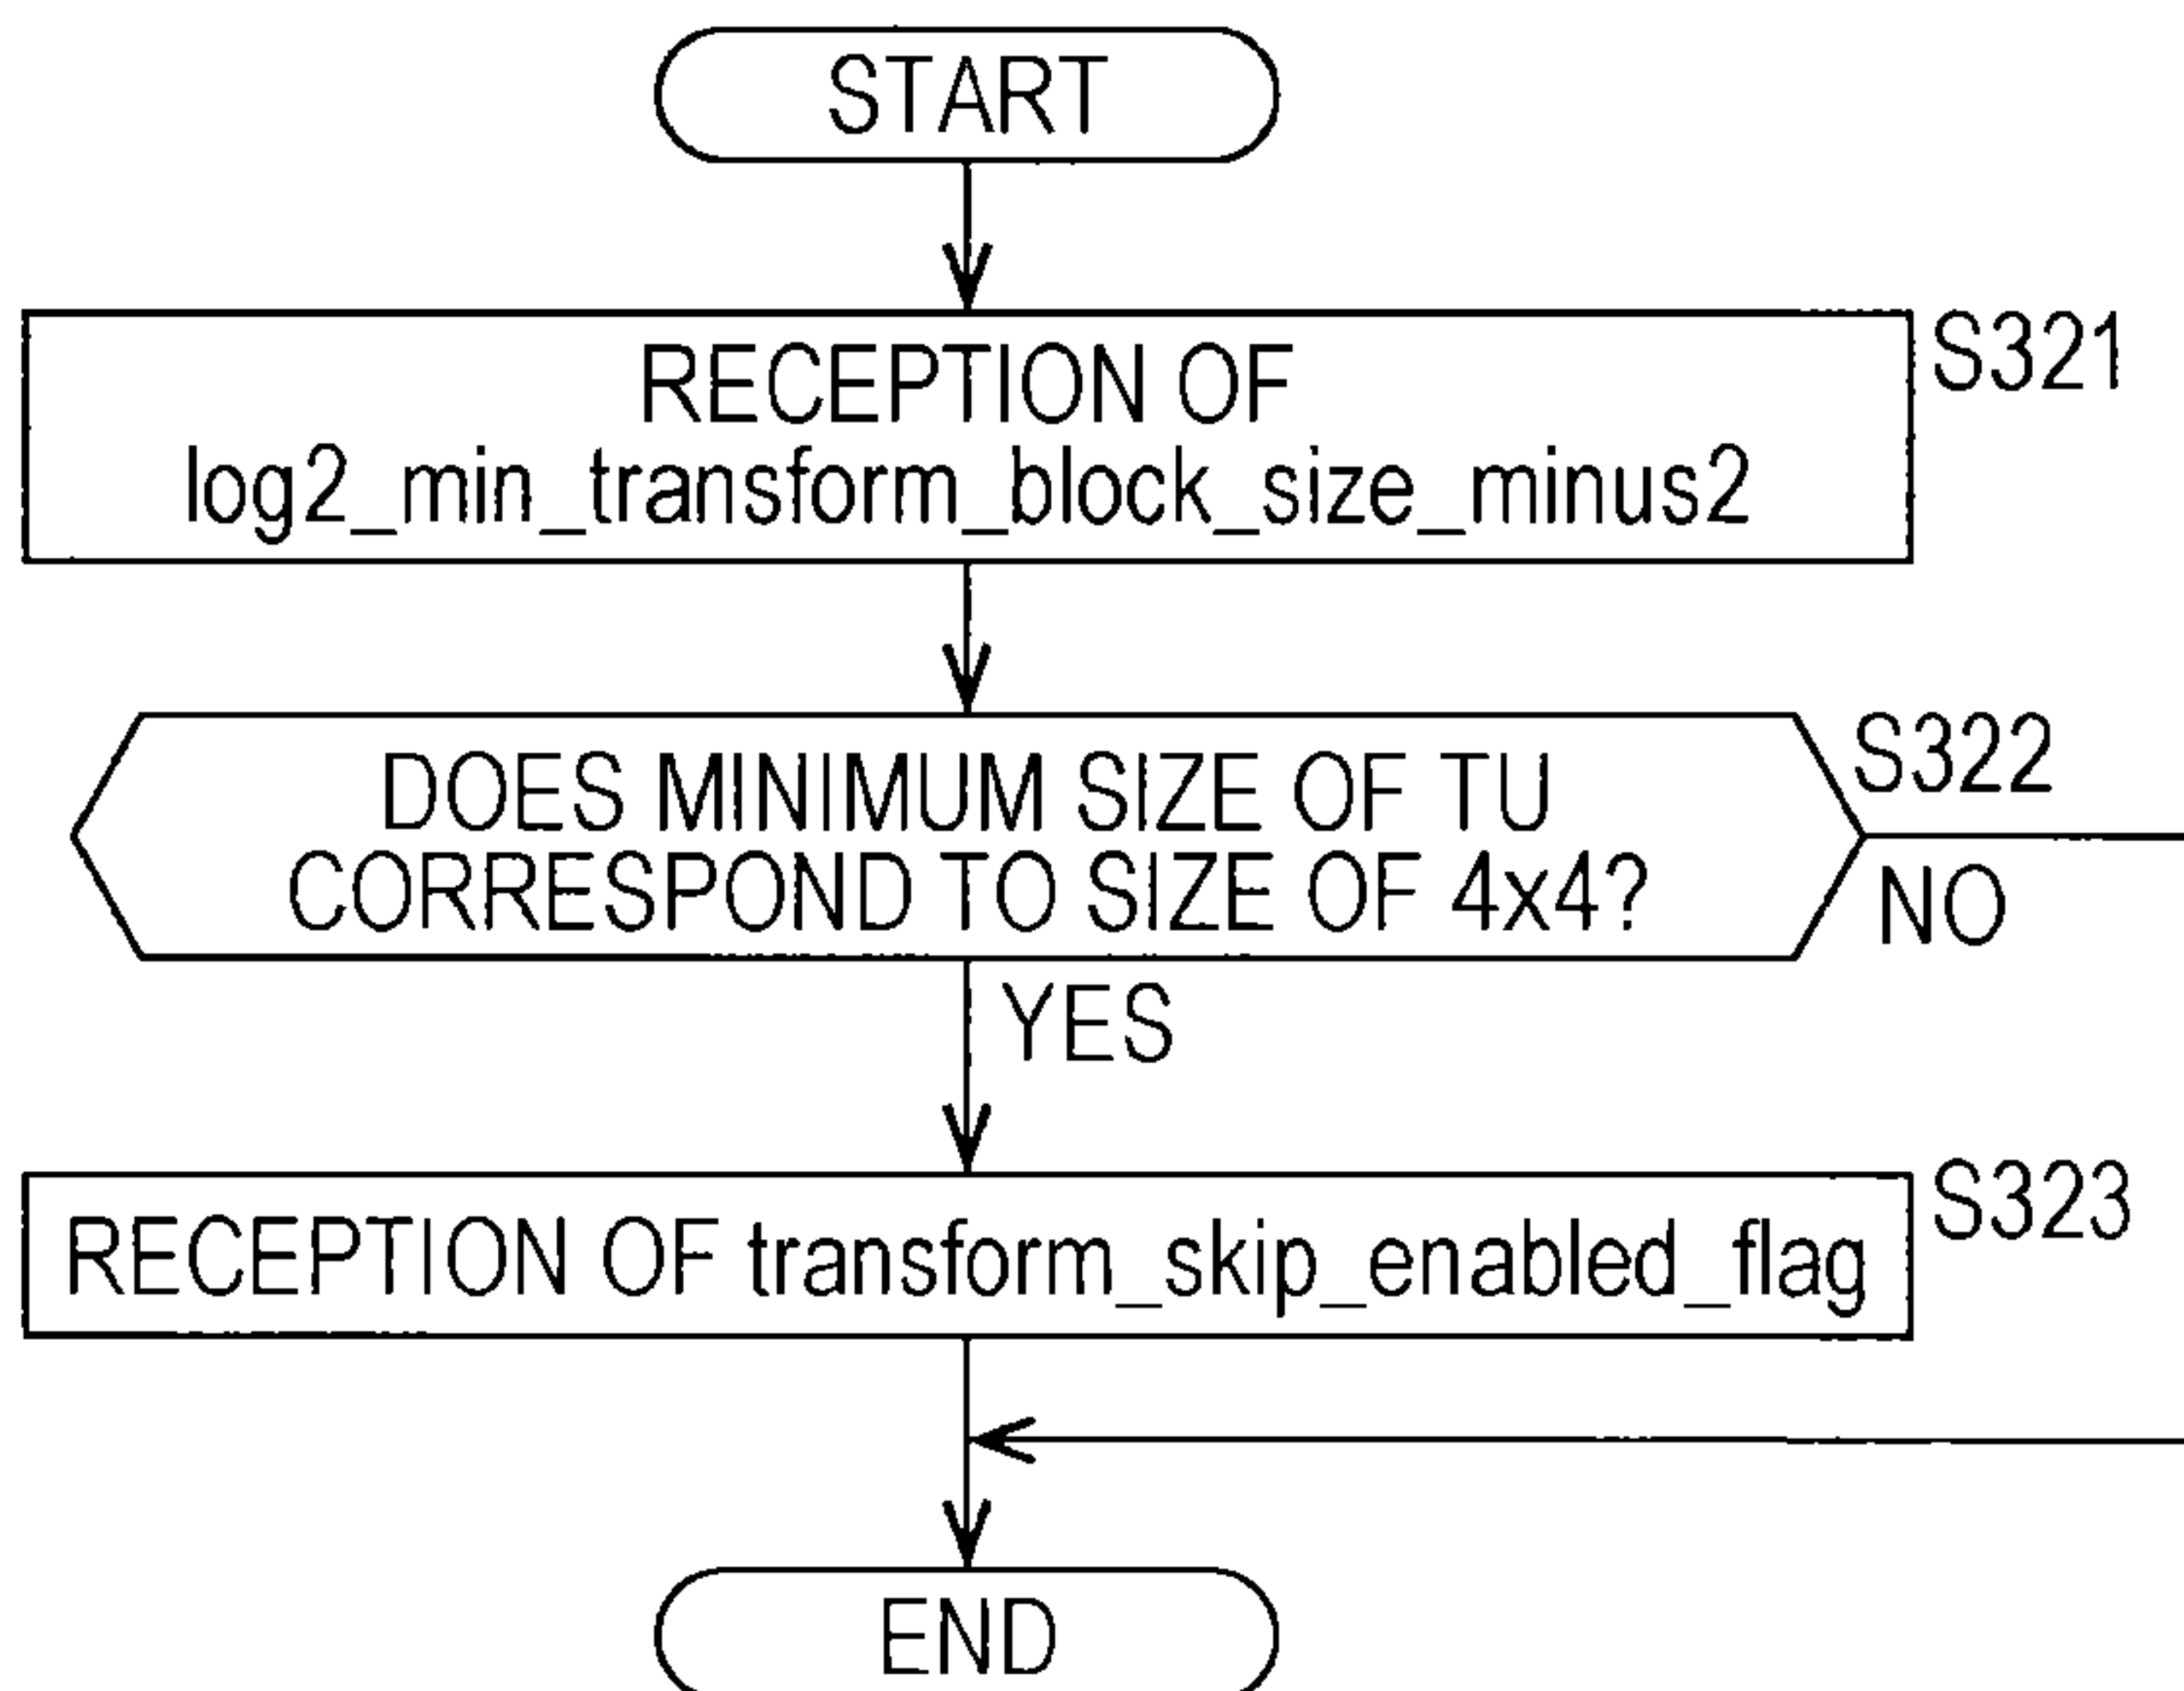 START
RECEPTION OF
log2_min_transform_block_size_minus2
S321
DOES MINIMUM SIZE OF TU
CORRESPOND TO SIZE OF 4x4?
S322
NO
YES
RECEPTION OF transform_skip_enabled_flag
S323
END